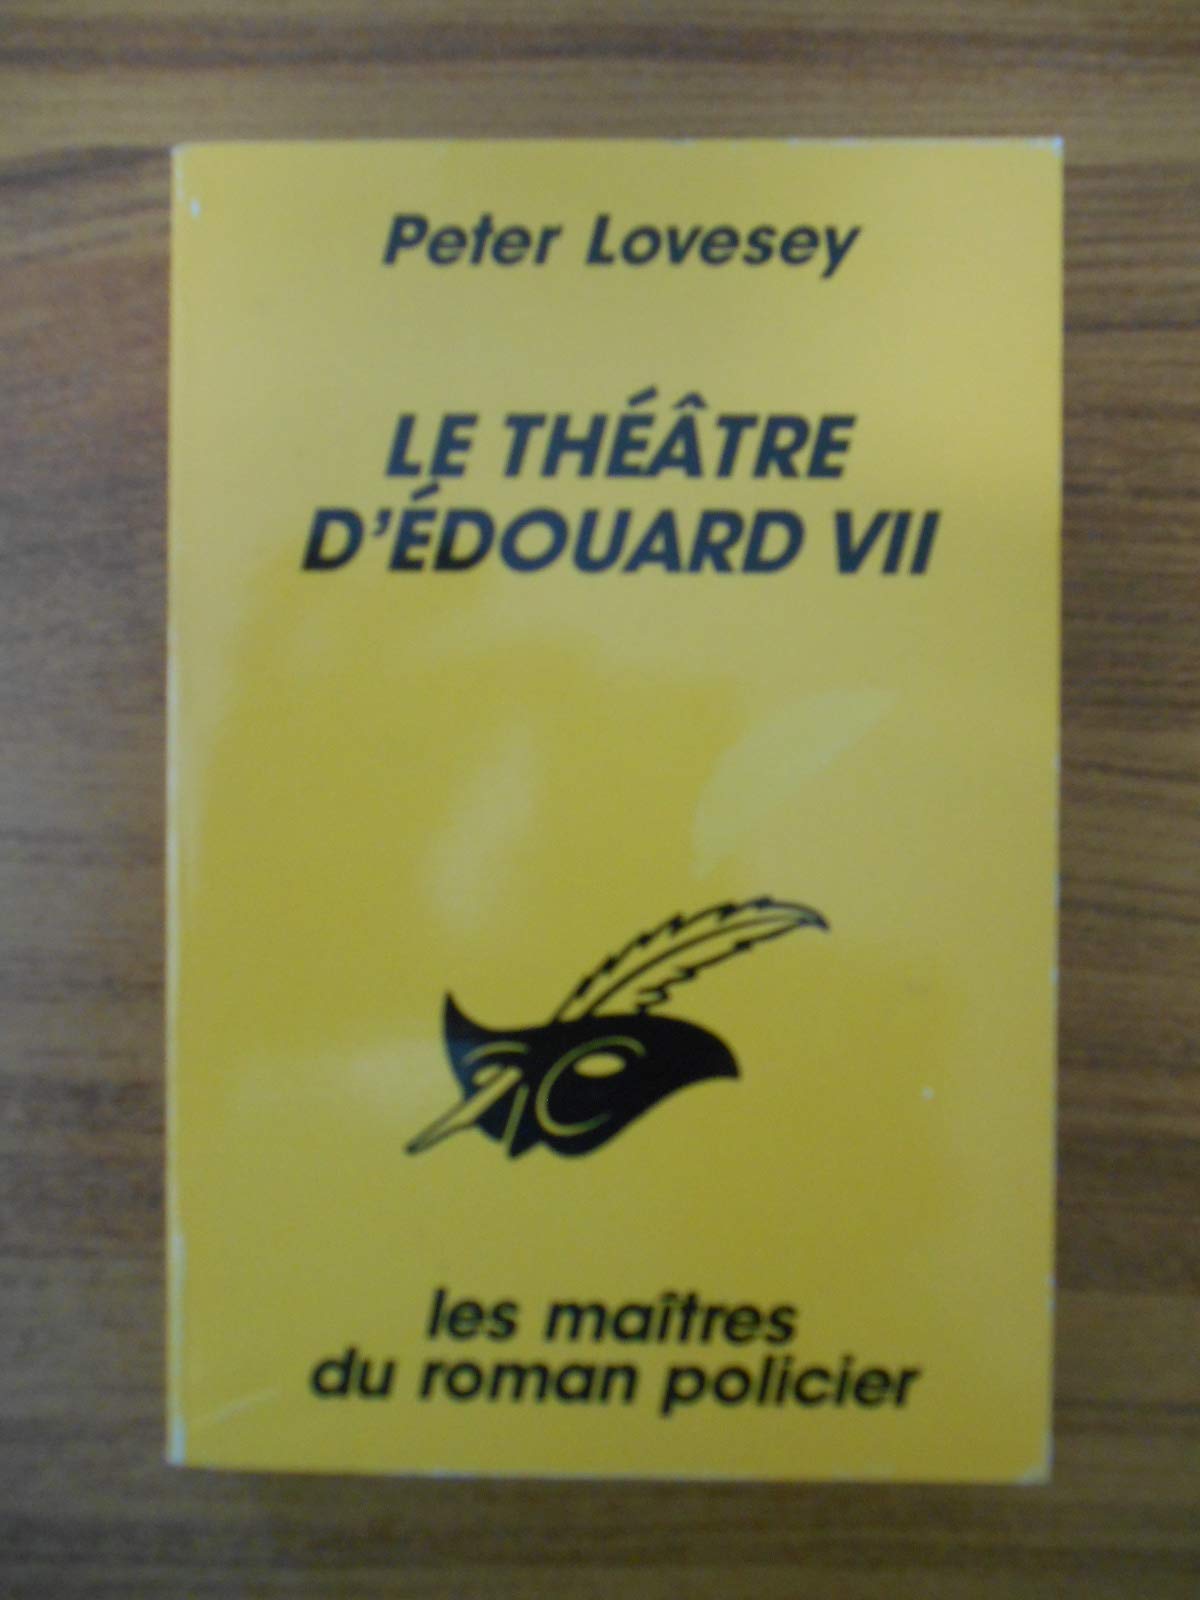 Peter Lovesey
LE THÉÂTRE
D'ÉDOUARD VII
les maîtres
du roman policier